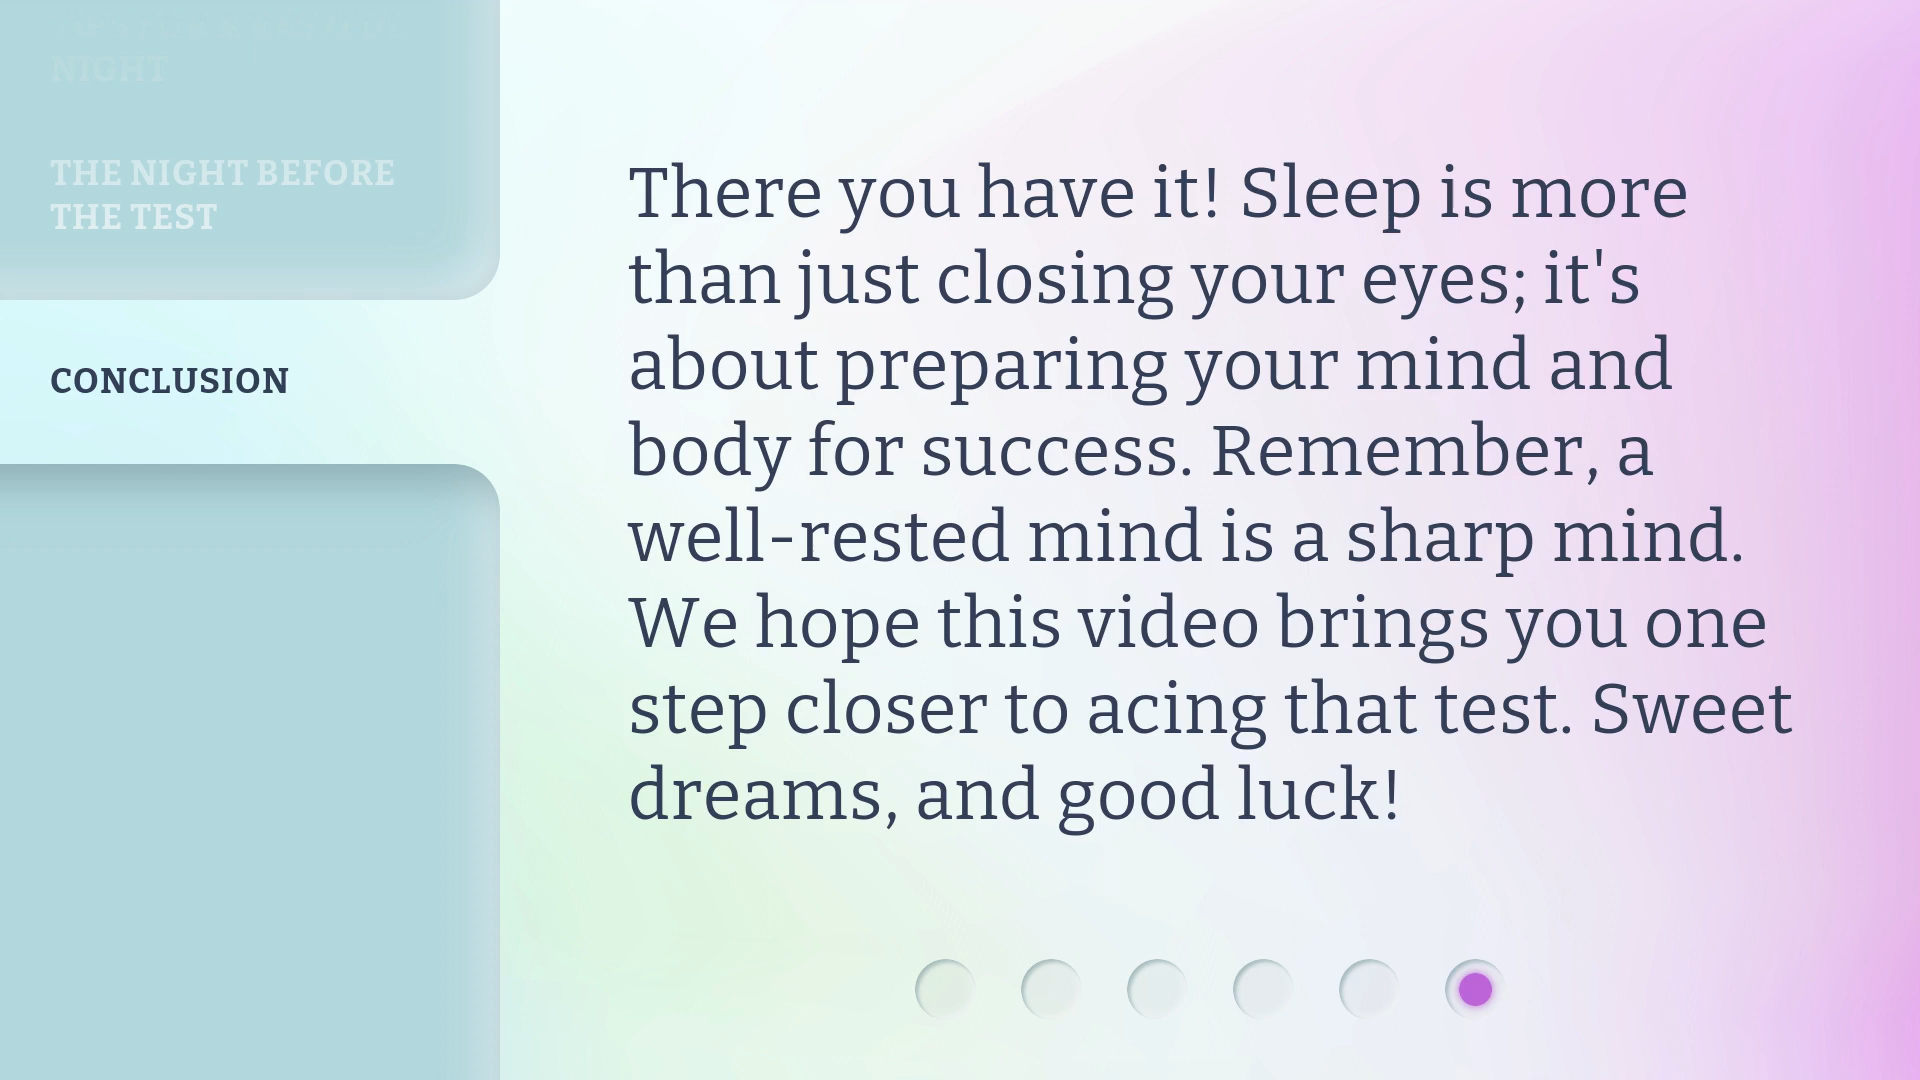 NIGHT
THE NIGHT BEFORE
THE TEST
CONCLUSION
There you have it! Sleep is more
than just closing your eyes; it's
about preparing your mind and
body for success. Remember, a
well-rested mind is a sharp mind.
We hope this video brings you one
step closer to acing that test. Sweet
dreams, and good luck!